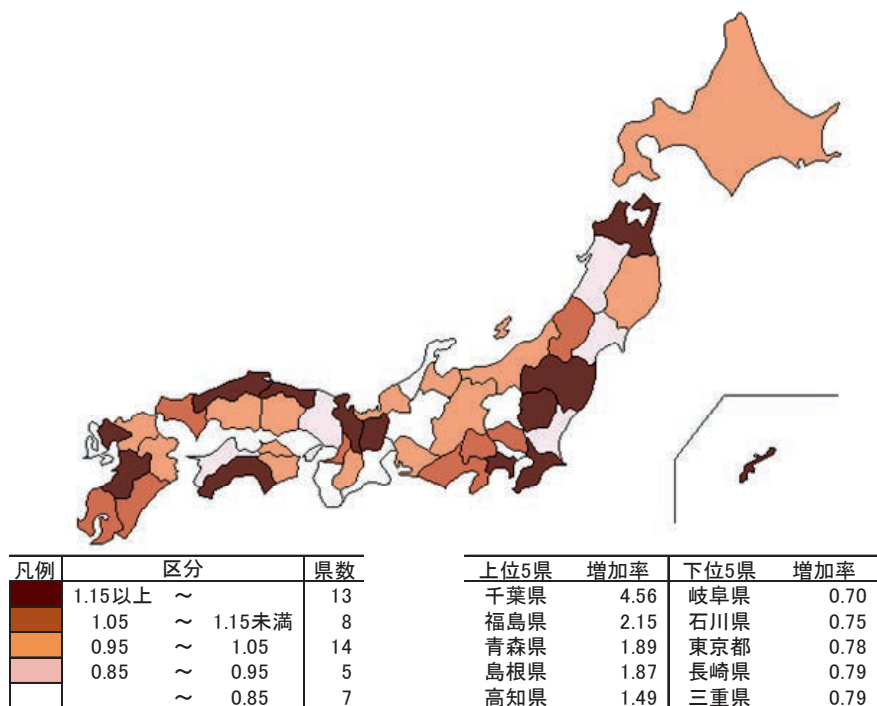 凡例 区分 県数
1.15以上 ～ 13
1.05 ～ 1.15未満 8
0.95 ～ 1.05 14
0.85 ～ 0.95 5
～ 0.85 7
上位5県 増加率 下位5県 増加率
千葉県 4.56 岐阜県 0.70
福島県 2.15 石川県 0.75
青森県 1.89 東京都 0.78
島根県 1.87 長崎県 0.79
高知県 1.49 三重県 0.79